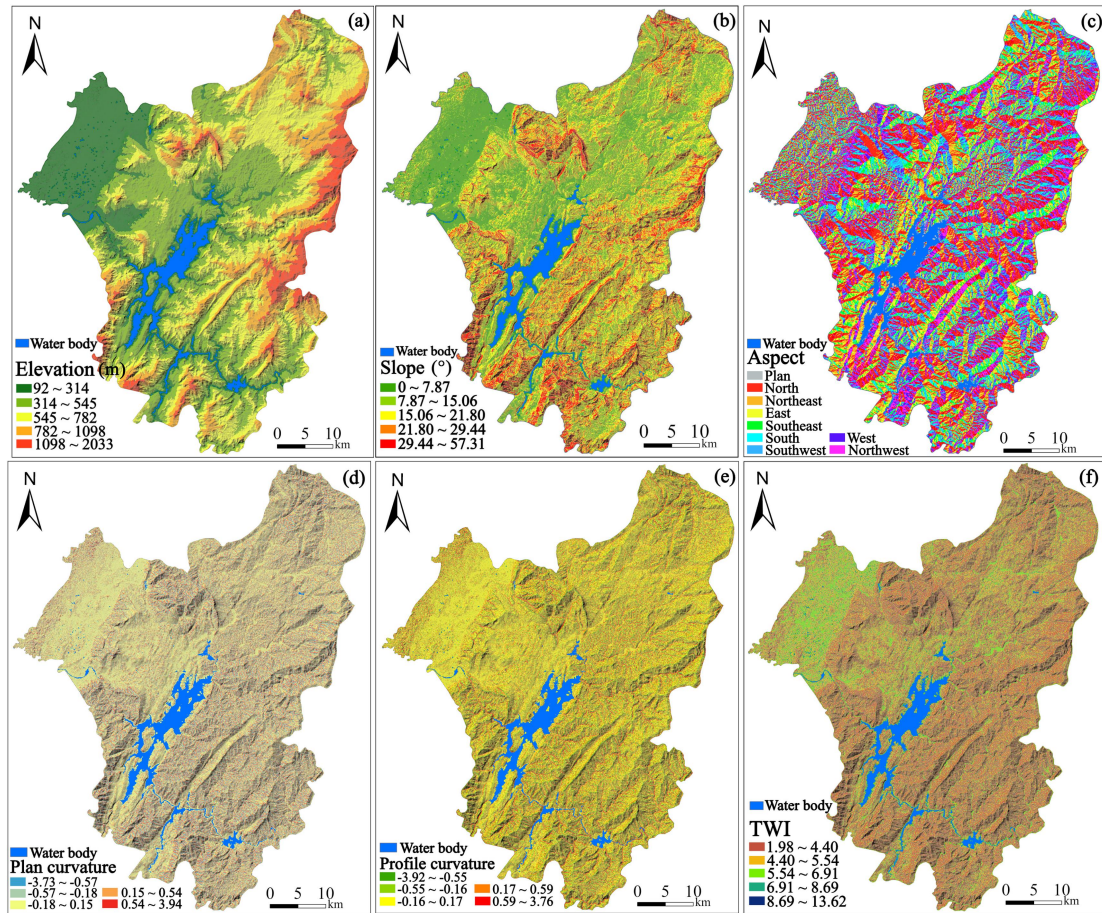 N
(a)
Water body
Elevation (m)
92 ~ 314
314 ~ 545
545 ~ 782
782 ~ 1098
1098 ~ 2033
0 5 10
km
N
(b)
Water body
Slope (°)
0 ~ 7.87
7.87 ~ 15.06
15.06 ~ 21.80
21.80 ~ 29.44
29.44 ~ 57.31
0 5 10
km
N
(c)
Water body
Aspect
Plan
North
Northeast
East
Southeast
South West
Southwest Northwest
0 5 10
km
N
(d)
Water body
Plan curvature
-3.73 ~ -0.57
-0.57 ~ -0.18 0.15 ~ 0.54
-0.18 ~ 0.15 0.54 ~ 3.94
0 5 10
km
N
(e)
Water body
Profile curvature
-3.92 ~ -0.55
-0.55 ~ -0.16 0.17 ~ 0.59
-0.16 ~ 0.17 0.59 ~ 3.76
0 5 10
km
N
(f)
Water body
TWI
1.98 ~ 4.40
4.40 ~ 5.54
5.54 ~ 6.91
6.91 ~ 8.69
8.69 ~ 13.62
0 5 10
km